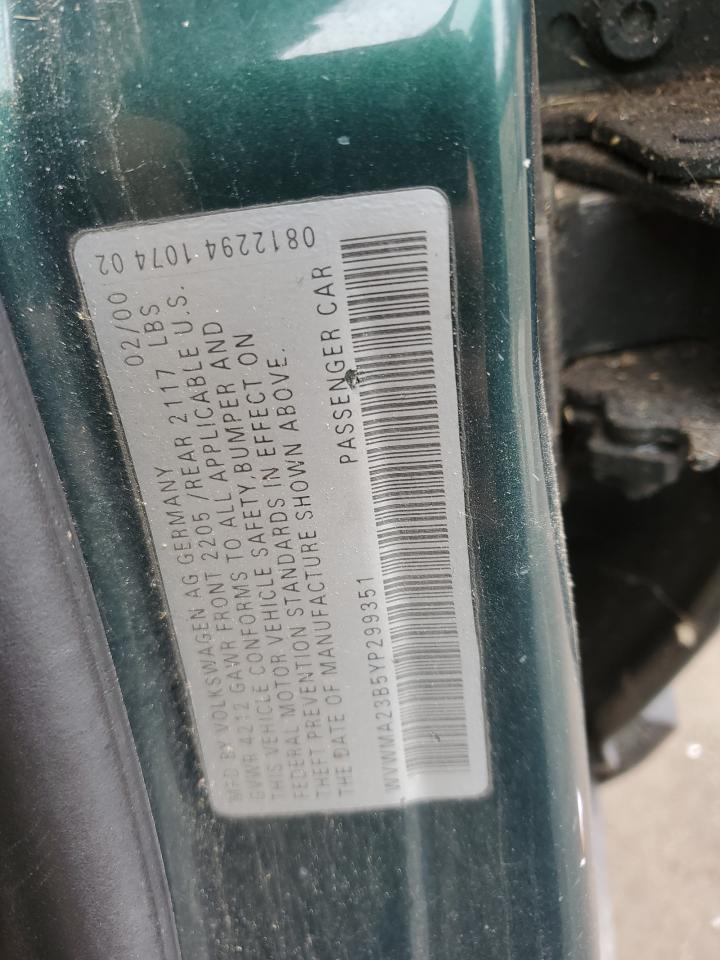 0812294 1074 02
MFD BY VOLKSWAGEN AG GERMANY 02/00
GVWR 4212 GAWR FRONT 2205 /REAR 2117 LBS
THIS VEHICLE CONFORMS TO ALL APPLICABLE U.S.
FEDERAL MOTOR VEHICLE SAFETY,BUMPER AND
THEFT PREVENTION STANDARDS IN EFFECT ON
THE DATE OF MANUFACTURE SHOWN ABOVE.
WVWMA23B5YP299351 PASSENGER CAR